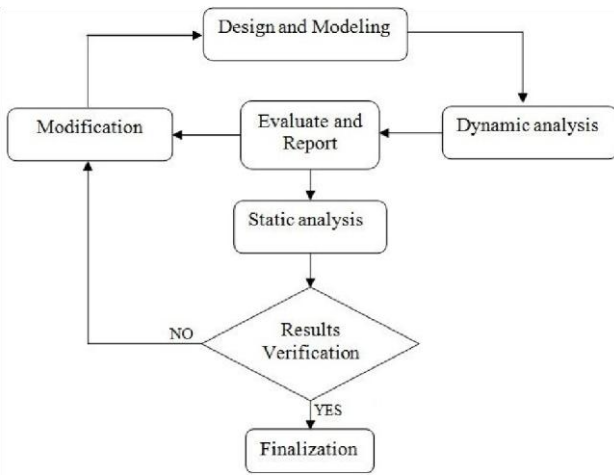 Design and Modeling
Modification
Evaluate and
Report
Dynamic analysis
Static analysis
NO
Results
Verification
YES
Finalization